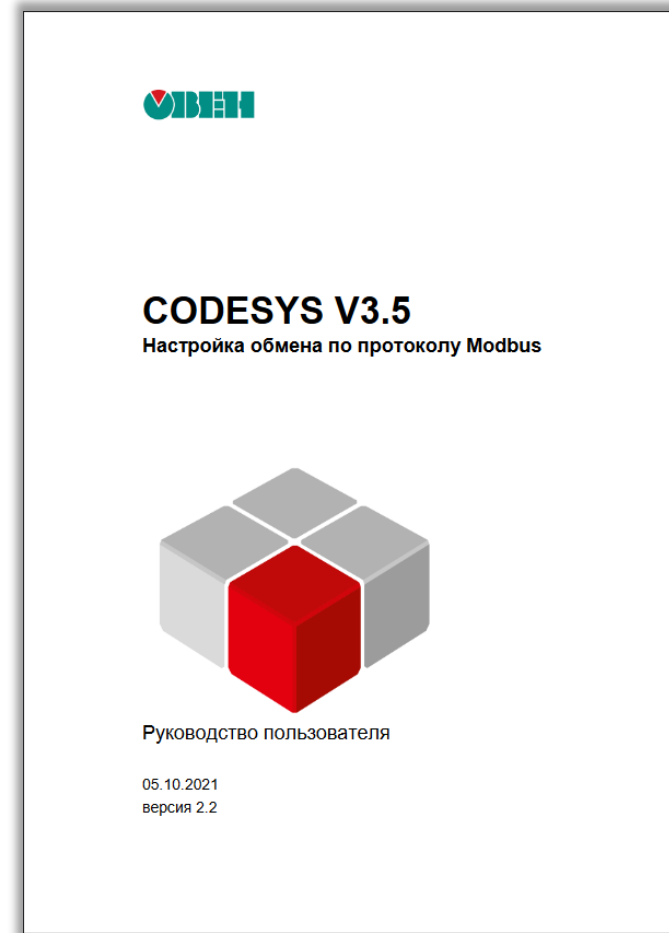 ОВЕН
CODESYS V3.5
Настройка обмена по протоколу Modbus
Руководство пользователя
05.10.2021
версия 2.2